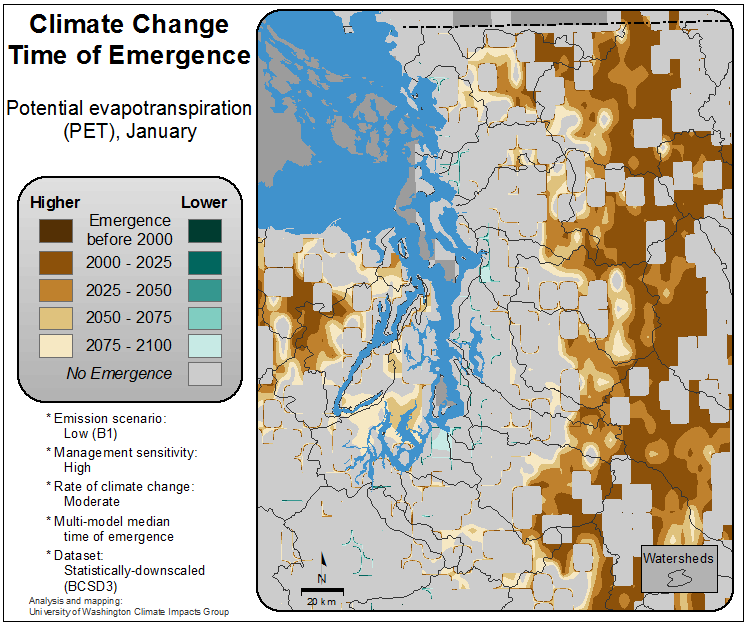 Climate Change
Time of Emergence
Potential evapotranspiration
(PET), January
Higher Lower
Emergence
before 2000
2000 - 2025
2025 - 2050
2050 - 2075
2075 - 2100
No Emergence
* Emission scenario:
Low (B1)
* Management sensitivity:
High
* Rate of climate change:
Moderate
* Multi-model median
time of emergence
* Dataset:
Statistically-downscaled
(BCSD3)
Analysis and mapping:
University of Washington Climate Impacts Group
N
20 km
Watersheds